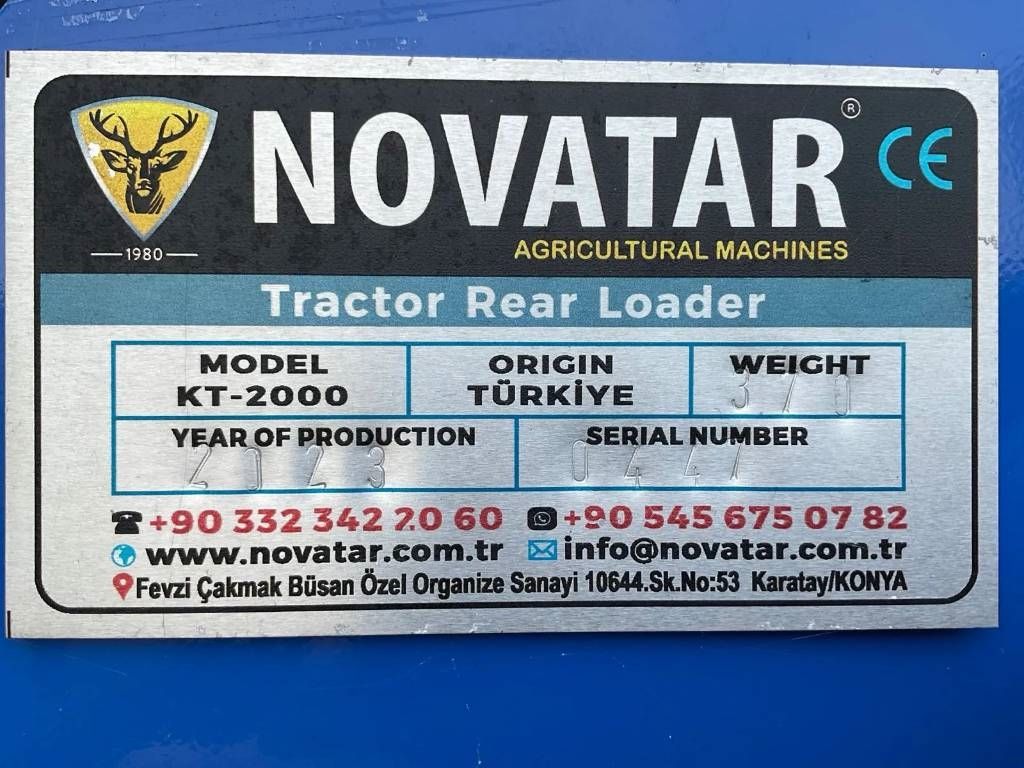 NOVATAR ® CE
AGRICULTURAL MACHINES
1980
Tractor Rear Loader
MODEL ORIGIN WEIGHT
KT-2000 TÜRKİYE 370
YEAR OF PRODUCTION SERIAL NUMBER
2023 0447
+90 332 342 20 60 +90 545 675 07 82
www.novatar.com.tr info@novatar.com.tr
Fevzi Çakmak Büsan Özel Organize Sanayi 10644.Sk.No:53 Karatay/KONYA